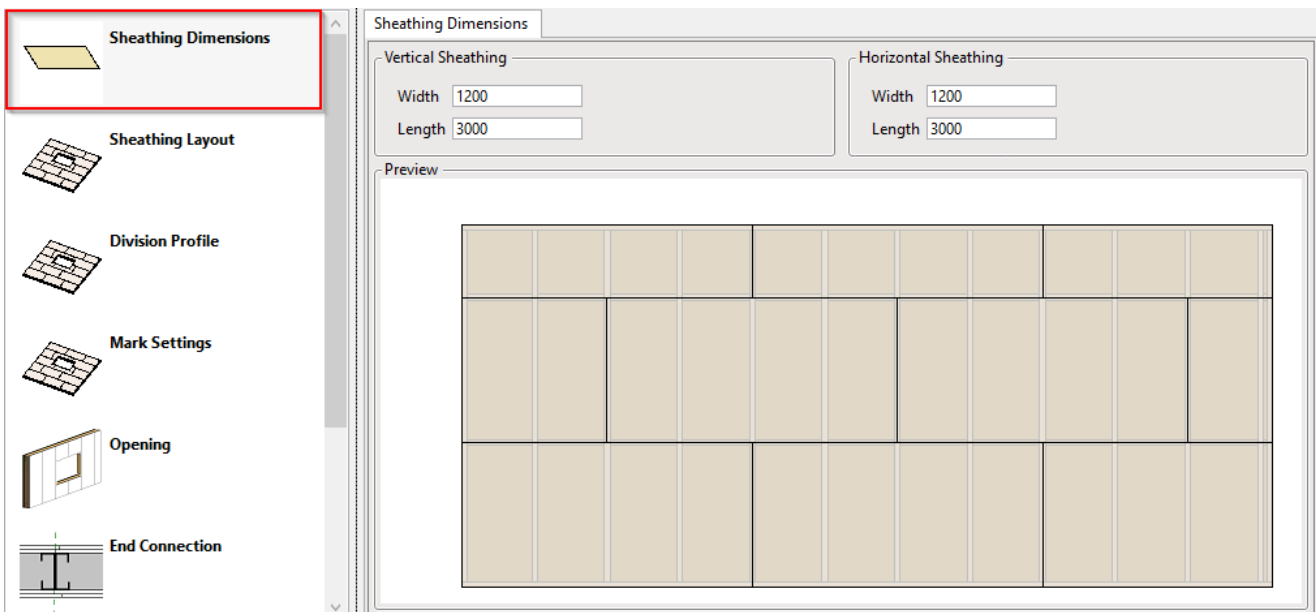 Sheathing Dimensions
Sheathing Layout
Division Profile
Mark Settings
Opening
End Connection
Sheathing Dimensions
Vertical Sheathing
Width 1200
Length 3000
Horizontal Sheathing
Width 1200
Length 3000
Preview